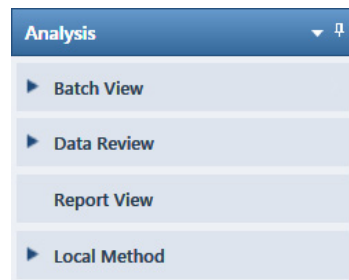 Analysis
Batch View
Data Review
Report View
Local Method